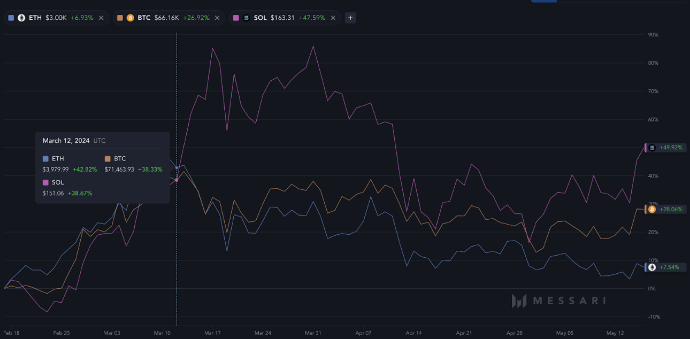 ETH $3.00K +6.93% ×
BTC $66.16K +26.92% ×
SOL $163.31 +47.59% ×
+
90%
80%
70%
60%
March 12, 2024 UTC
ETH BTC
$3,979.99 +42.82% $71,463.93 +38.33%
SOL
$151.06 +38.67%
+49.92%
40%
30%
+28.06%
20%
10%
+7.54%
0%
-10%
MESSARI
Feb 18 Feb 25 Mar 03 Mar 10 Mar 17 Mar 24 Mar 31 Apr 07 Apr 14 Apr 21 Apr 28 May 05 May 12